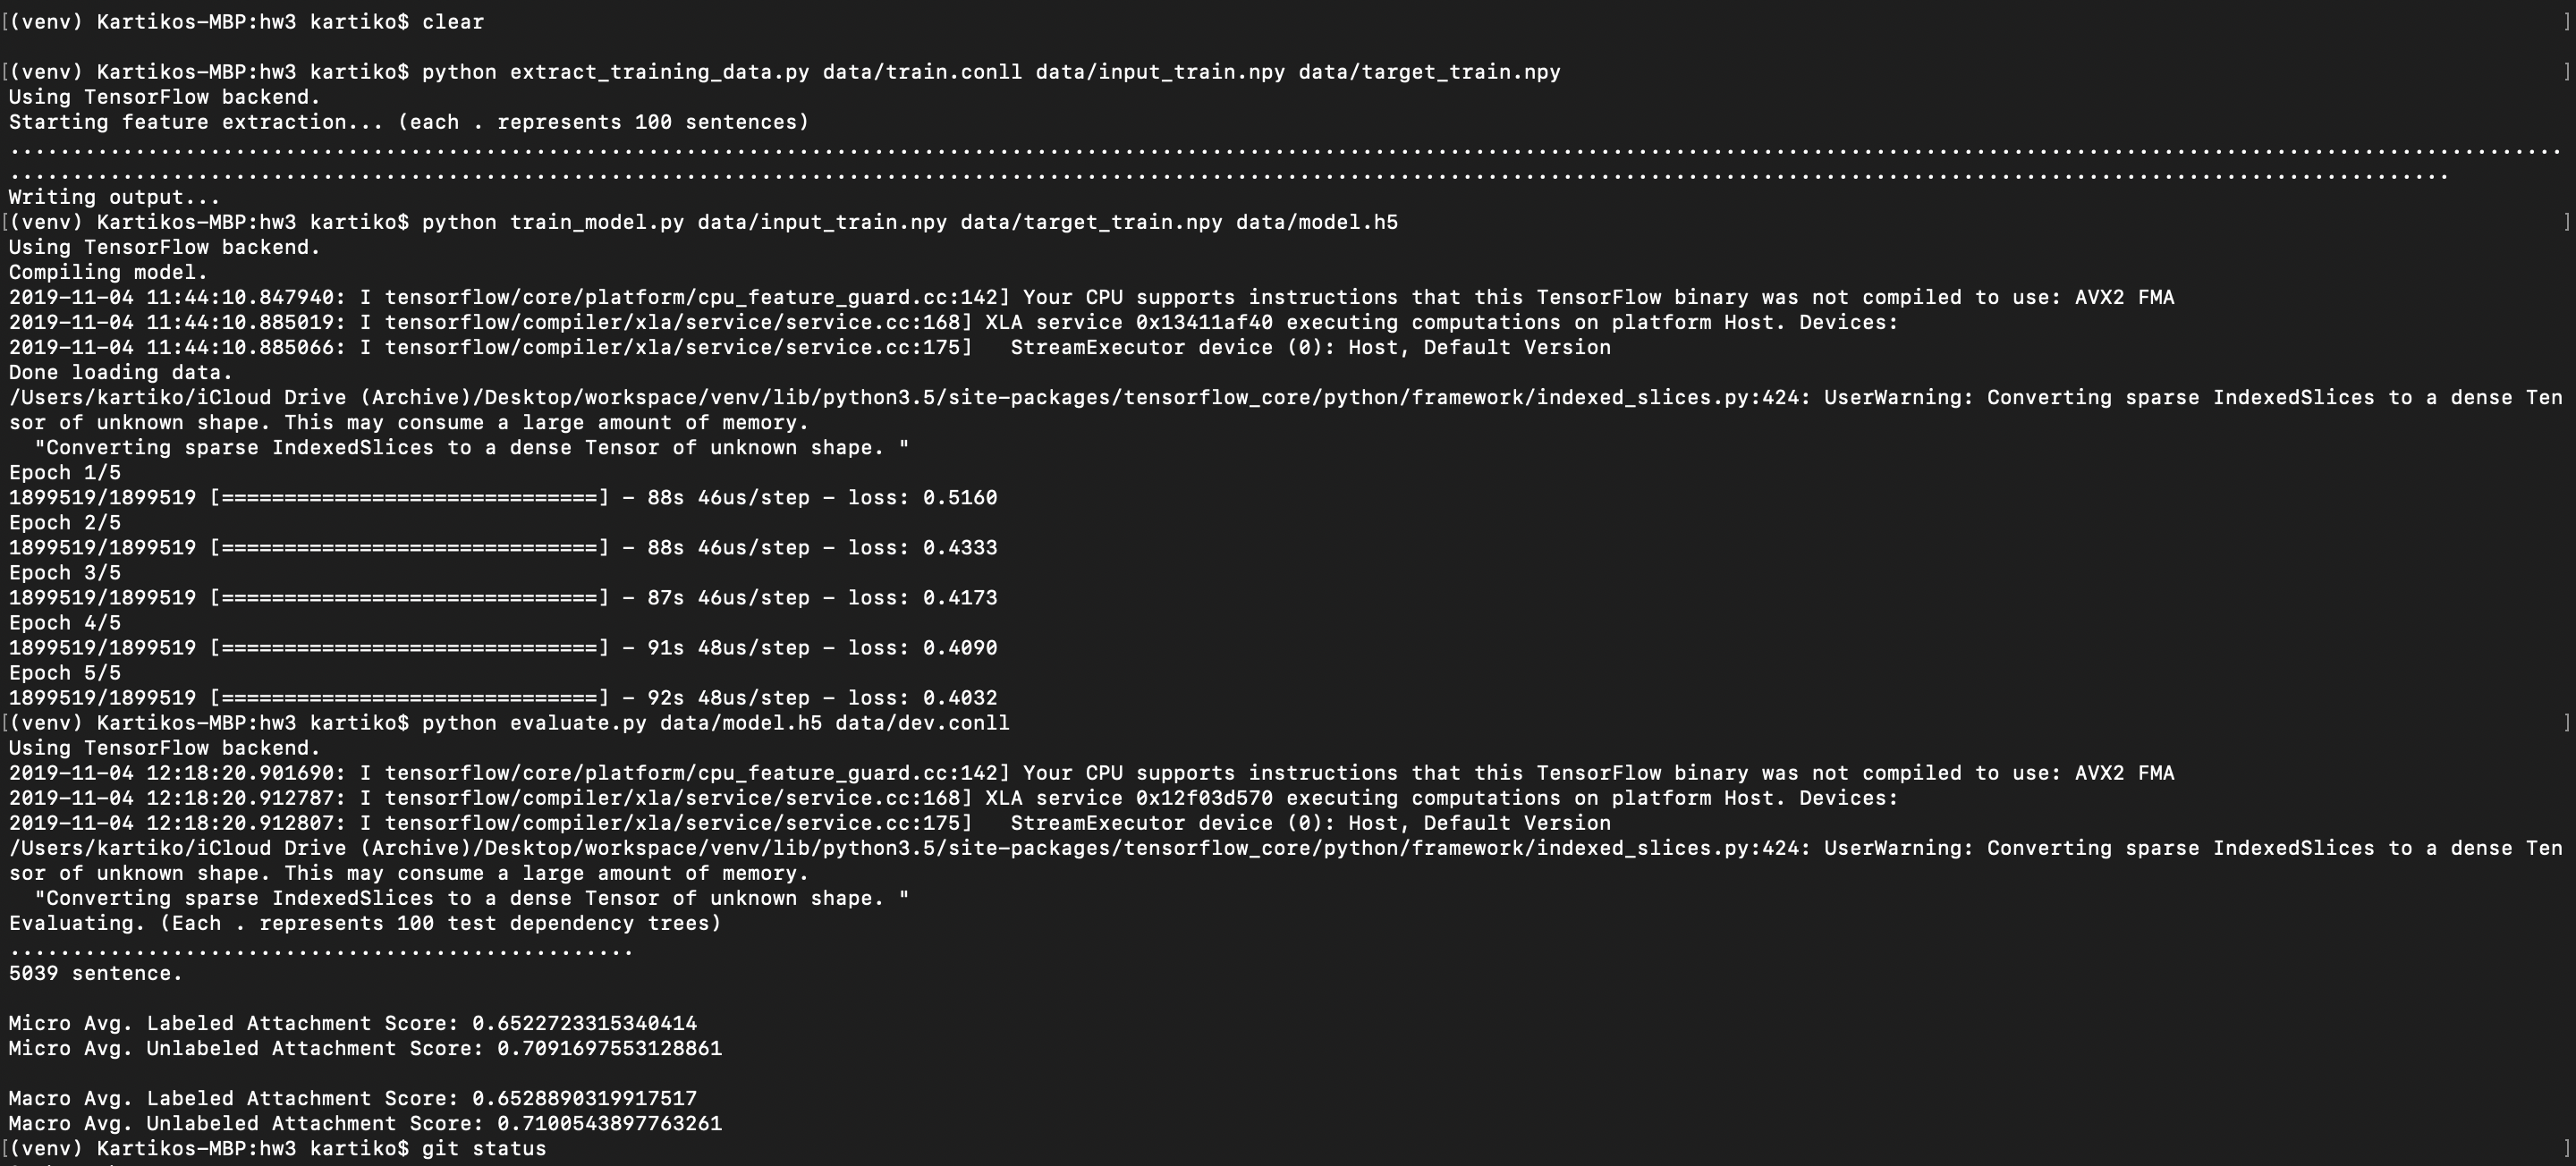 [(venv) Kartikos-MBP:hw3 kartiko$ clear ]
[(venv) Kartikos-MBP:hw3 kartiko$ python extract_training_data.py data/train.conll data/input_train.npy data/target_train.npy ]
Using TensorFlow backend.
Starting feature extraction... (each . represents 100 sentences)
............................................................................................................................................................................................................
...................................................................................................................................................................................................
Writing output...
[(venv) Kartikos-MBP:hw3 kartiko$ python train_model.py data/input_train.npy data/target_train.npy data/model.h5 ]
Using TensorFlow backend.
Compiling model.
2019-11-04 11:44:10.847940: I tensorflow/core/platform/cpu_feature_guard.cc:142] Your CPU supports instructions that this TensorFlow binary was not compiled to use: AVX2 FMA
2019-11-04 11:44:10.885019: I tensorflow/compiler/xla/service/service.cc:168] XLA service 0x13411af40 executing computations on platform Host. Devices:
2019-11-04 11:44:10.885066: I tensorflow/compiler/xla/service/service.cc:175]   StreamExecutor device (0): Host, Default Version
Done loading data.
/Users/kartiko/iCloud Drive (Archive)/Desktop/workspace/venv/lib/python3.5/site-packages/tensorflow_core/python/framework/indexed_slices.py:424: UserWarning: Converting sparse IndexedSlices to a dense Ten
sor of unknown shape. This may consume a large amount of memory.
  "Converting sparse IndexedSlices to a dense Tensor of unknown shape. "
Epoch 1/5
1899519/1899519 [==============================] - 88s 46us/step - loss: 0.5160
Epoch 2/5
1899519/1899519 [==============================] - 88s 46us/step - loss: 0.4333
Epoch 3/5
1899519/1899519 [==============================] - 87s 46us/step - loss: 0.4173
Epoch 4/5
1899519/1899519 [==============================] - 91s 48us/step - loss: 0.4090
Epoch 5/5
1899519/1899519 [==============================] - 92s 48us/step - loss: 0.4032
[(venv) Kartikos-MBP:hw3 kartiko$ python evaluate.py data/model.h5 data/dev.conll ]
Using TensorFlow backend.
2019-11-04 12:18:20.901690: I tensorflow/core/platform/cpu_feature_guard.cc:142] Your CPU supports instructions that this TensorFlow binary was not compiled to use: AVX2 FMA
2019-11-04 12:18:20.912787: I tensorflow/compiler/xla/service/service.cc:168] XLA service 0x12f03d570 executing computations on platform Host. Devices:
2019-11-04 12:18:20.912807: I tensorflow/compiler/xla/service/service.cc:175]   StreamExecutor device (0): Host, Default Version
/Users/kartiko/iCloud Drive (Archive)/Desktop/workspace/venv/lib/python3.5/site-packages/tensorflow_core/python/framework/indexed_slices.py:424: UserWarning: Converting sparse IndexedSlices to a dense Ten
sor of unknown shape. This may consume a large amount of memory.
  "Converting sparse IndexedSlices to a dense Tensor of unknown shape. "
Evaluating. (Each . represents 100 test dependency trees)
..................................................
5039 sentence.
Micro Avg. Labeled Attachment Score: 0.6522723315340414
Micro Avg. Unlabeled Attachment Score: 0.7091697553128861
Macro Avg. Labeled Attachment Score: 0.6528890319917517
Macro Avg. Unlabeled Attachment Score: 0.7100543897763261
[(venv) Kartikos-MBP:hw3 kartiko$ git status ]